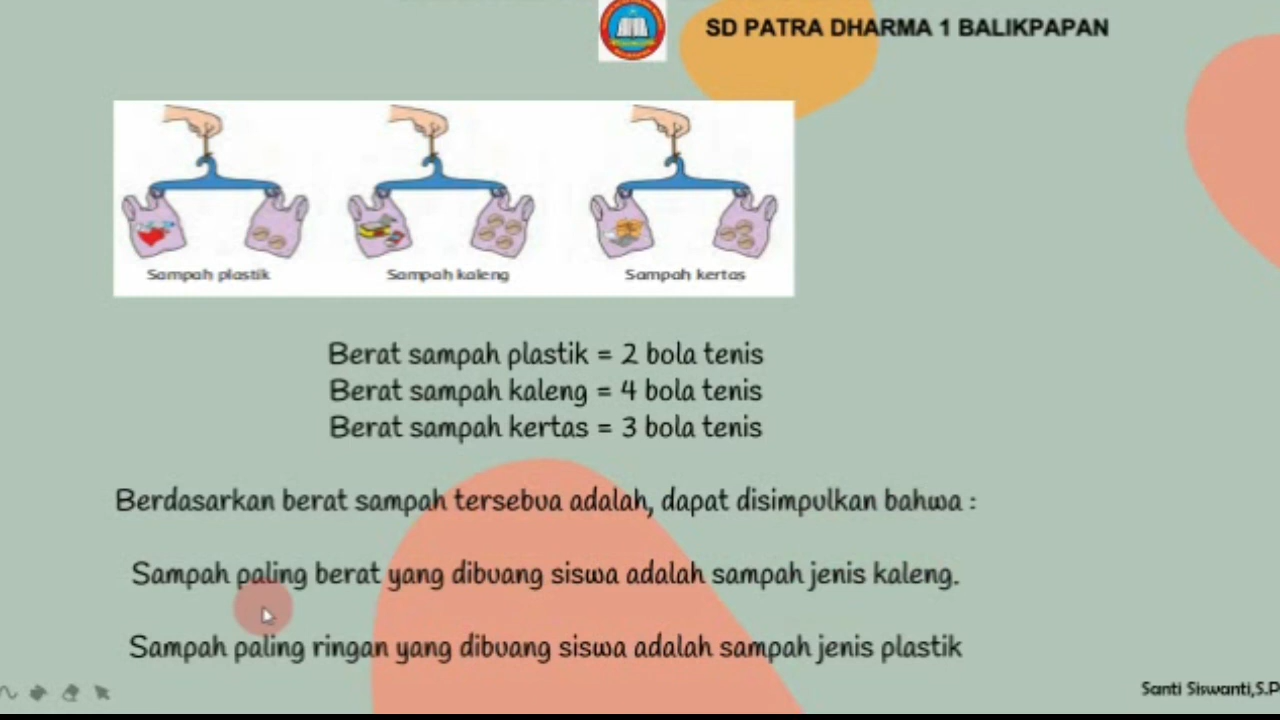 SD PATRA DHARMA 1 BALIKPAPAN
Sampah plastik
Sampah kaleng
Sampah kertas
Berat sampah plastik = 2 bola tenis
Berat sampah kaleng = 4 bola tenis
Berat sampah kertas = 3 bola tenis
Berdasarkan berat sampah tersebua adalah, dapat disimpulkan bahwa :
Sampah paling berat yang dibuang siswa adalah sampah jenis kaleng.
Sampah paling ringan yang dibuang siswa adalah sampah jenis plastik
Santi Siswanti,S.P